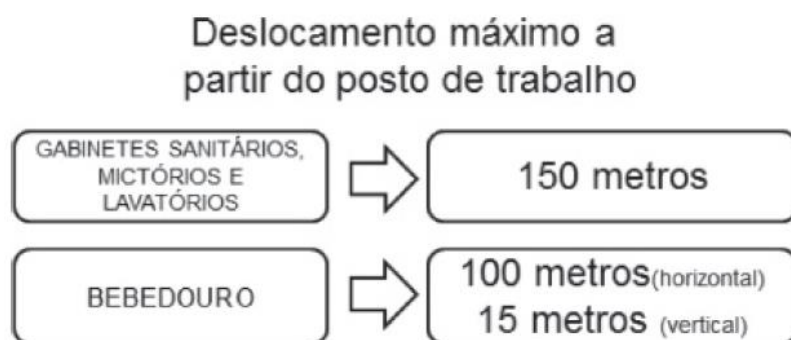 Deslocamento máximo a
partir do posto de trabalho
GABINETES SANITÁRIOS,
MICTÓRIOS E
LAVATÓRIOS
150 metros
BEBEDOURO
100 metros(horizontal)
15 metros (vertical)